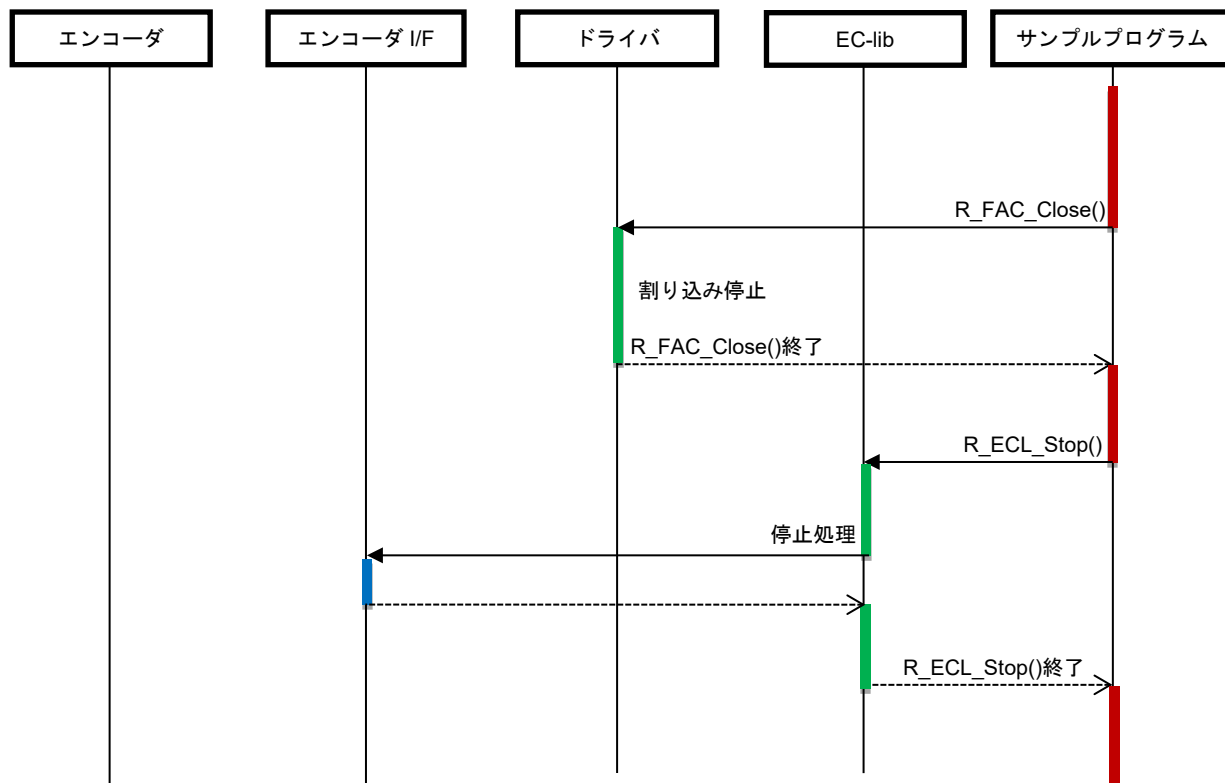 エンコーダ
エンコーダ I/F
ドライバ
EC-lib
サンプルプログラム
R_FAC_Close()
割り込み停止
R_FAC_Close()終了
R_ECL_Stop()
停止処理
R_ECL_Stop()終了